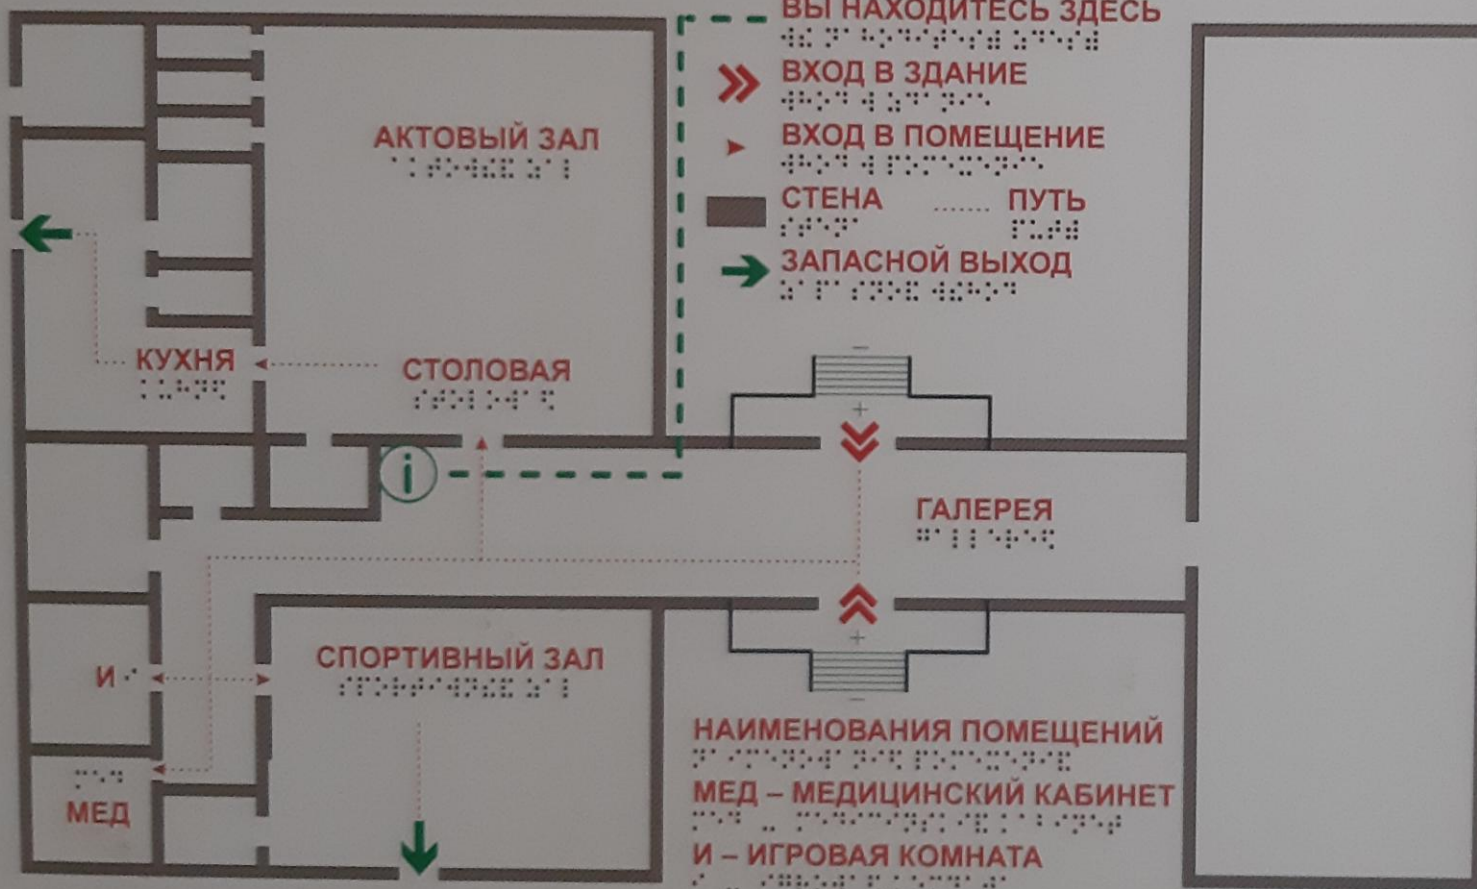 ВЫ НАХОДИТЕСЬ ЗДЕСЬ
ВХОД В ЗДАНИЕ
ВХОД В ПОМЕЩЕНИЕ
СТЕНА
ПУТЬ
ЗАПАСНОЙ ВЫХОД
АКТОВЫЙ ЗАЛ
КУХНЯ
СТОЛОВАЯ
i
ГАЛЕРЕЯ
И
СПОРТИВНЫЙ ЗАЛ
МЕД
НАИМЕНОВАНИЯ ПОМЕЩЕНИЙ
МЕД – МЕДИЦИНСКИЙ КАБИНЕТ
И – ИГРОВАЯ КОМНАТА